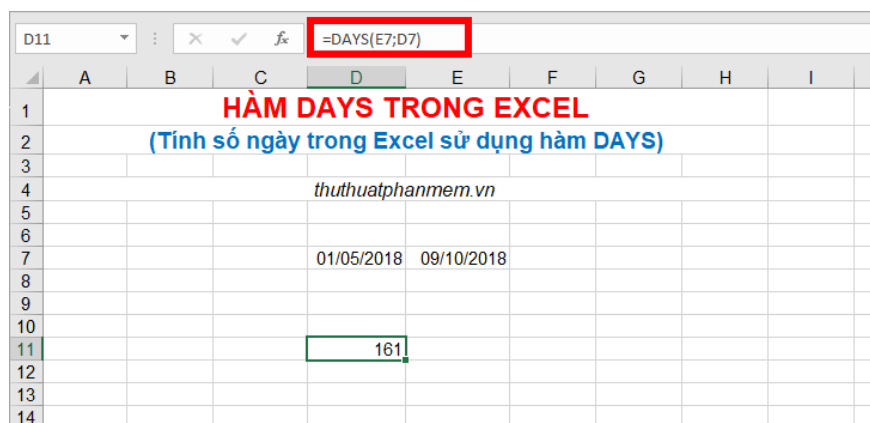 D11 fx =DAYS(E7;D7)
A B C D E F G H I
1 HÀM DAYS TRONG EXCEL
2 (Tính số ngày trong Excel sử dụng hàm DAYS)
3
4 thuthuatphanmem.vn
5
6
7 01/05/2018 09/10/2018
8
9
10
11 161
12
13
14